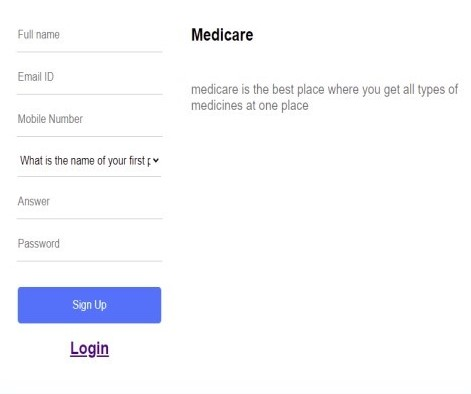 Full name
Email ID
Mobile Number
What is the name of your first p
Answer
Password
Sign Up
Login
Medicare
medicare is the best place where you get all types of
medicines at one place